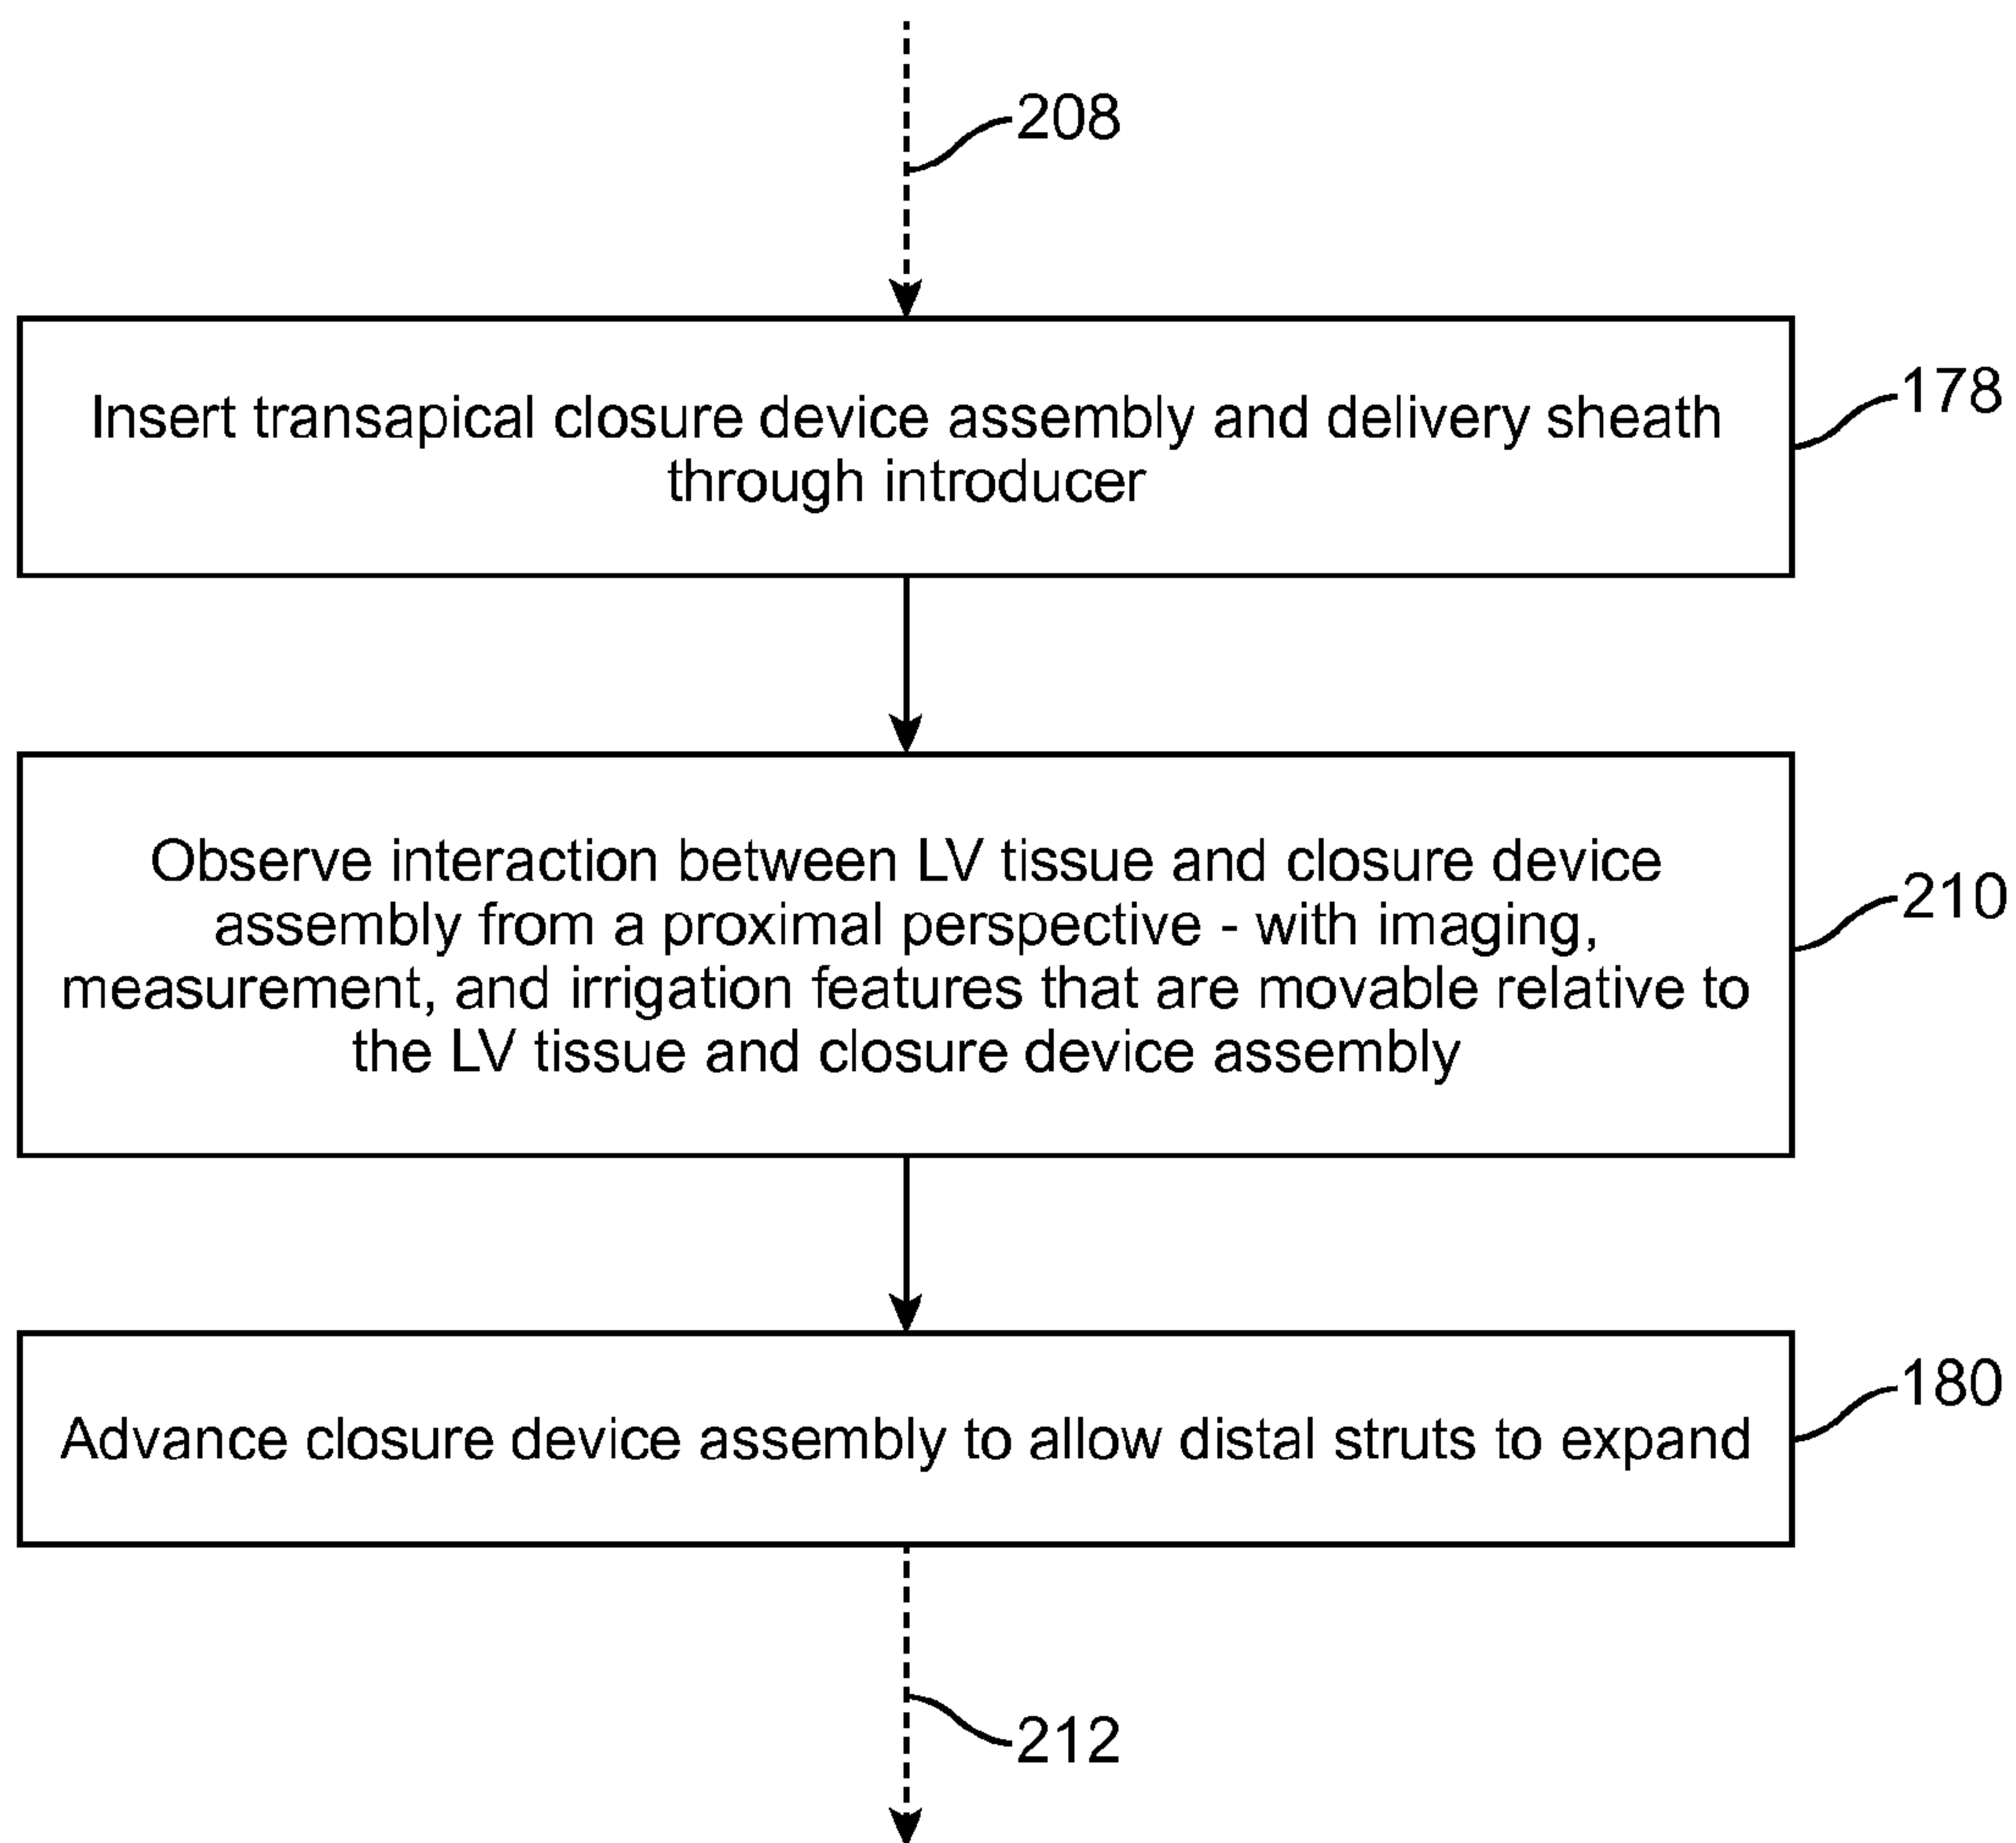 208
Insert transapical closure device assembly and delivery sheath
through introducer
178
Observe interaction between LV tissue and closure device
assembly from a proximal perspective - with imaging,
measurement, and irrigation features that are movable relative to
the LV tissue and closure device assembly
210
Advance closure device assembly to allow distal struts to expand
180
212